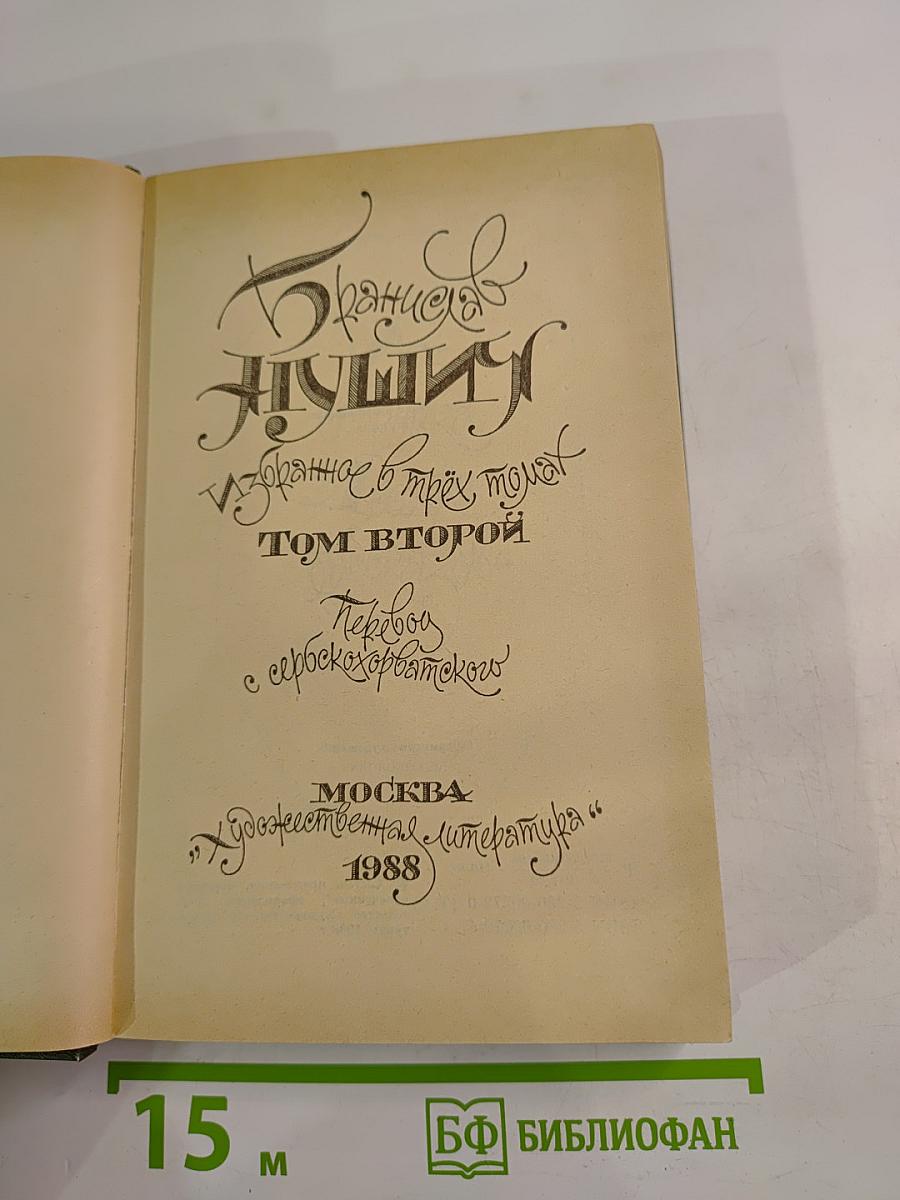 Бранислав
НУШИЧ
Избранное в трёх томах
ТОМ ВТОРОЙ
Перевод
с сербскохорватского
МОСКВА
„Художественная литература“
1988
15 м
БФ БИБЛИОФАН